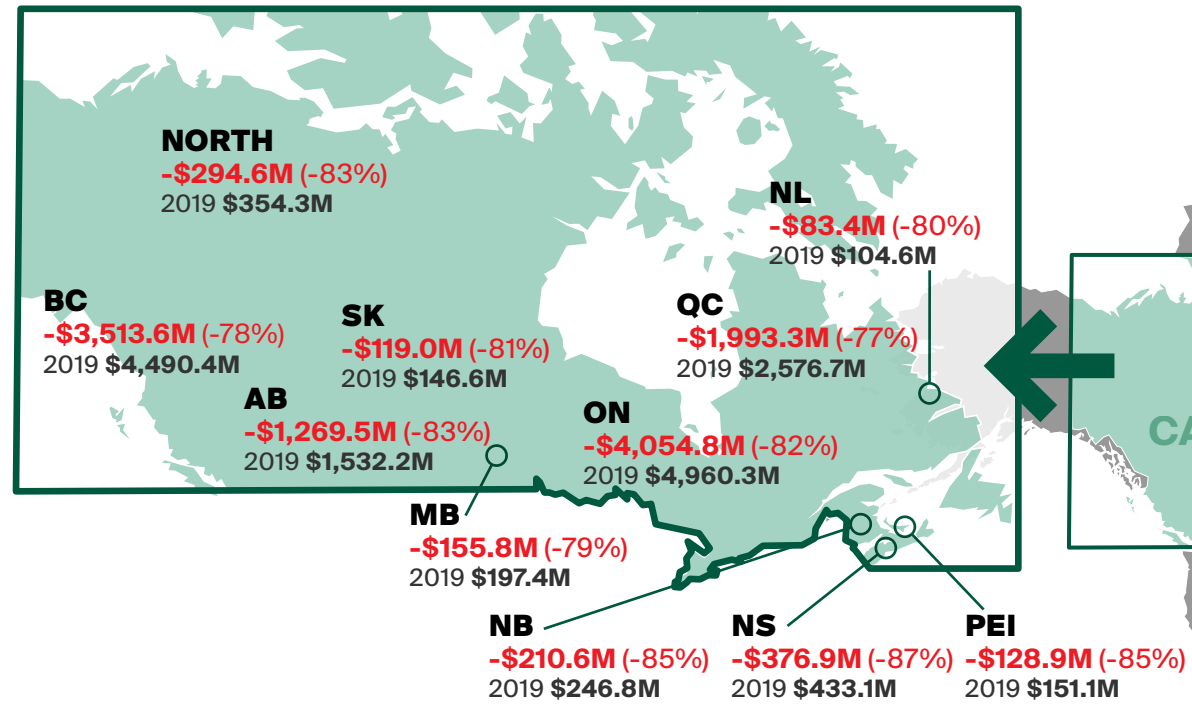 NORTH
-$294.6M (-83%)
2019 $354.3M
NL
-$83.4M (-80%)
2019 $104.6M
BC
-$3,513.6M (-78%)
2019 $4,490.4M
SK
-$119.0M (-81%)
2019 $146.6M
QC
-$1,993.3M (-77%)
2019 $2,576.7M
AB
-$1,269.5M (-83%)
2019 $1,532.2M
ON
-$4,054.8M (-82%)
2019 $4,960.3M
CA
MB
-$155.8M (-79%)
2019 $197.4M
NB
-$210.6M (-85%)
2019 $246.8M
NS
-$376.9M (-87%)
2019 $433.1M
PEI
-$128.9M (-85%)
2019 $151.1M